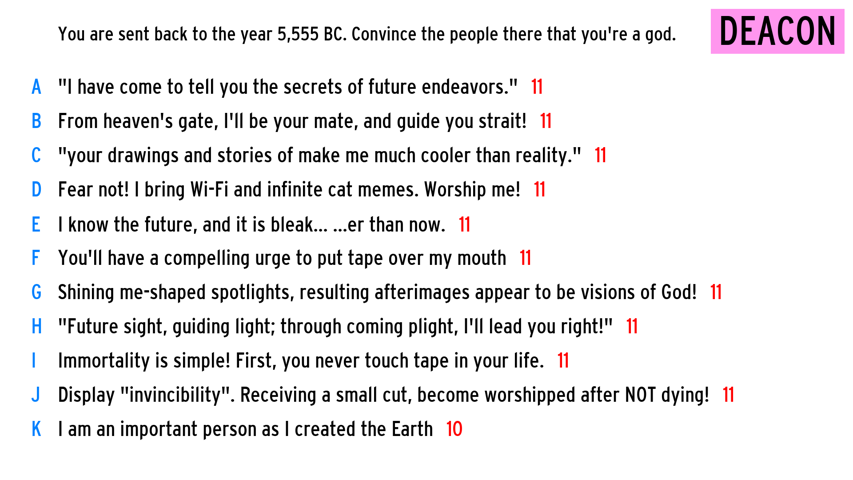 You are sent back to the year 5,555 BC. Convince the people there that you're a god.
DEACON
A "I have come to tell you the secrets of future endeavors." 11
B From heaven's gate, I'll be your mate, and guide you strait! 11
C "your drawings and stories of make me much cooler than reality." 11
D Fear not! I bring Wi-Fi and infinite cat memes. Worship me! 11
E I know the future, and it is bleak... ...er than now. 11
F You'll have a compelling urge to put tape over my mouth 11
G Shining me-shaped spotlights, resulting afterimages appear to be visions of God! 11
H "Future sight, guiding light; through coming plight, I'll lead you right!" 11
I Immortality is simple! First, you never touch tape in your life. 11
J Display "invincibility". Receiving a small cut, become worshipped after NOT dying! 11
K I am an important person as I created the Earth 10